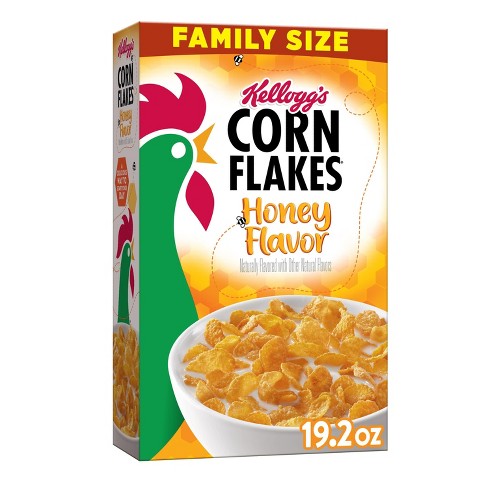 FAMILY SIZE
Kellogg's
CORN
FLAKES
Honey
Flavor
Naturally Flavored with Other Natural Flavors
19.2oz
Kellogg's
CORN
FLAKES
Honey
Flavor